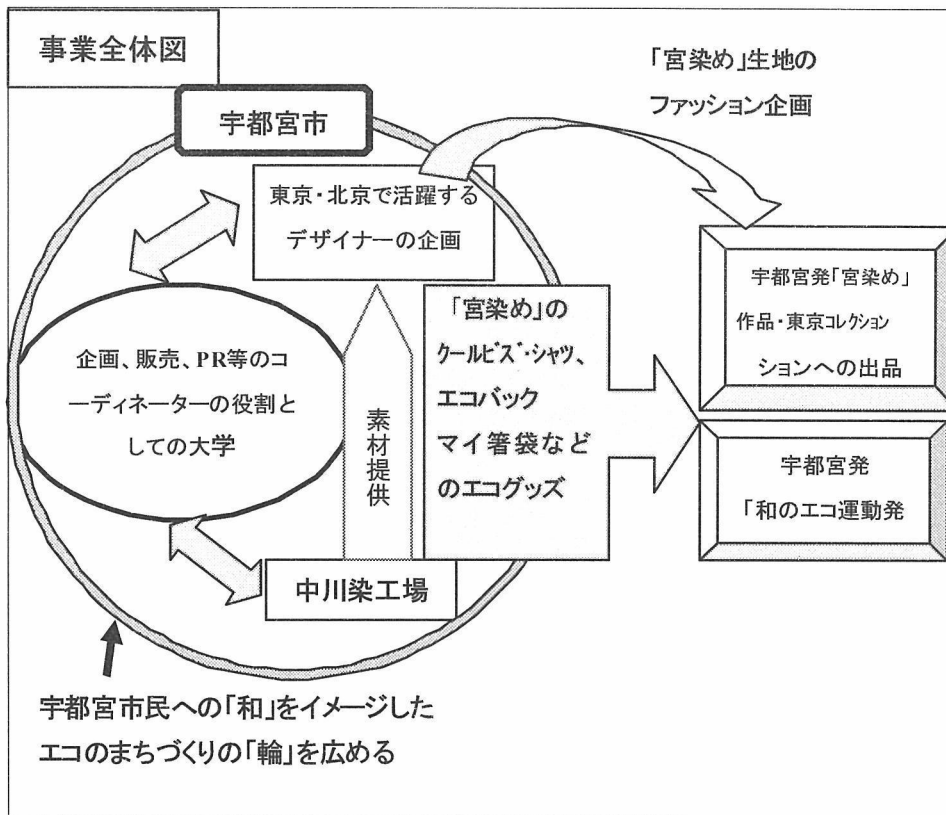 事業全体図
「宮染め」生地の
ファッション企画
宇都宮市
東京・北京で活躍する
デザイナーの企画
企画、販売、PR等のコ
ーディネーターの役割と
しての大学
素材提供
「宮染め」の
クールビズ・シャツ、
エコバック
マイ箸袋など
のエコグッズ
宇都宮発「宮染め」
作品・東京コレクション
ションへの出品
宇都宮発
「和のエコ運動発
中川染工場
宇都宮市民への「和」をイメージした
エコのまちづくりの「輪」を広める